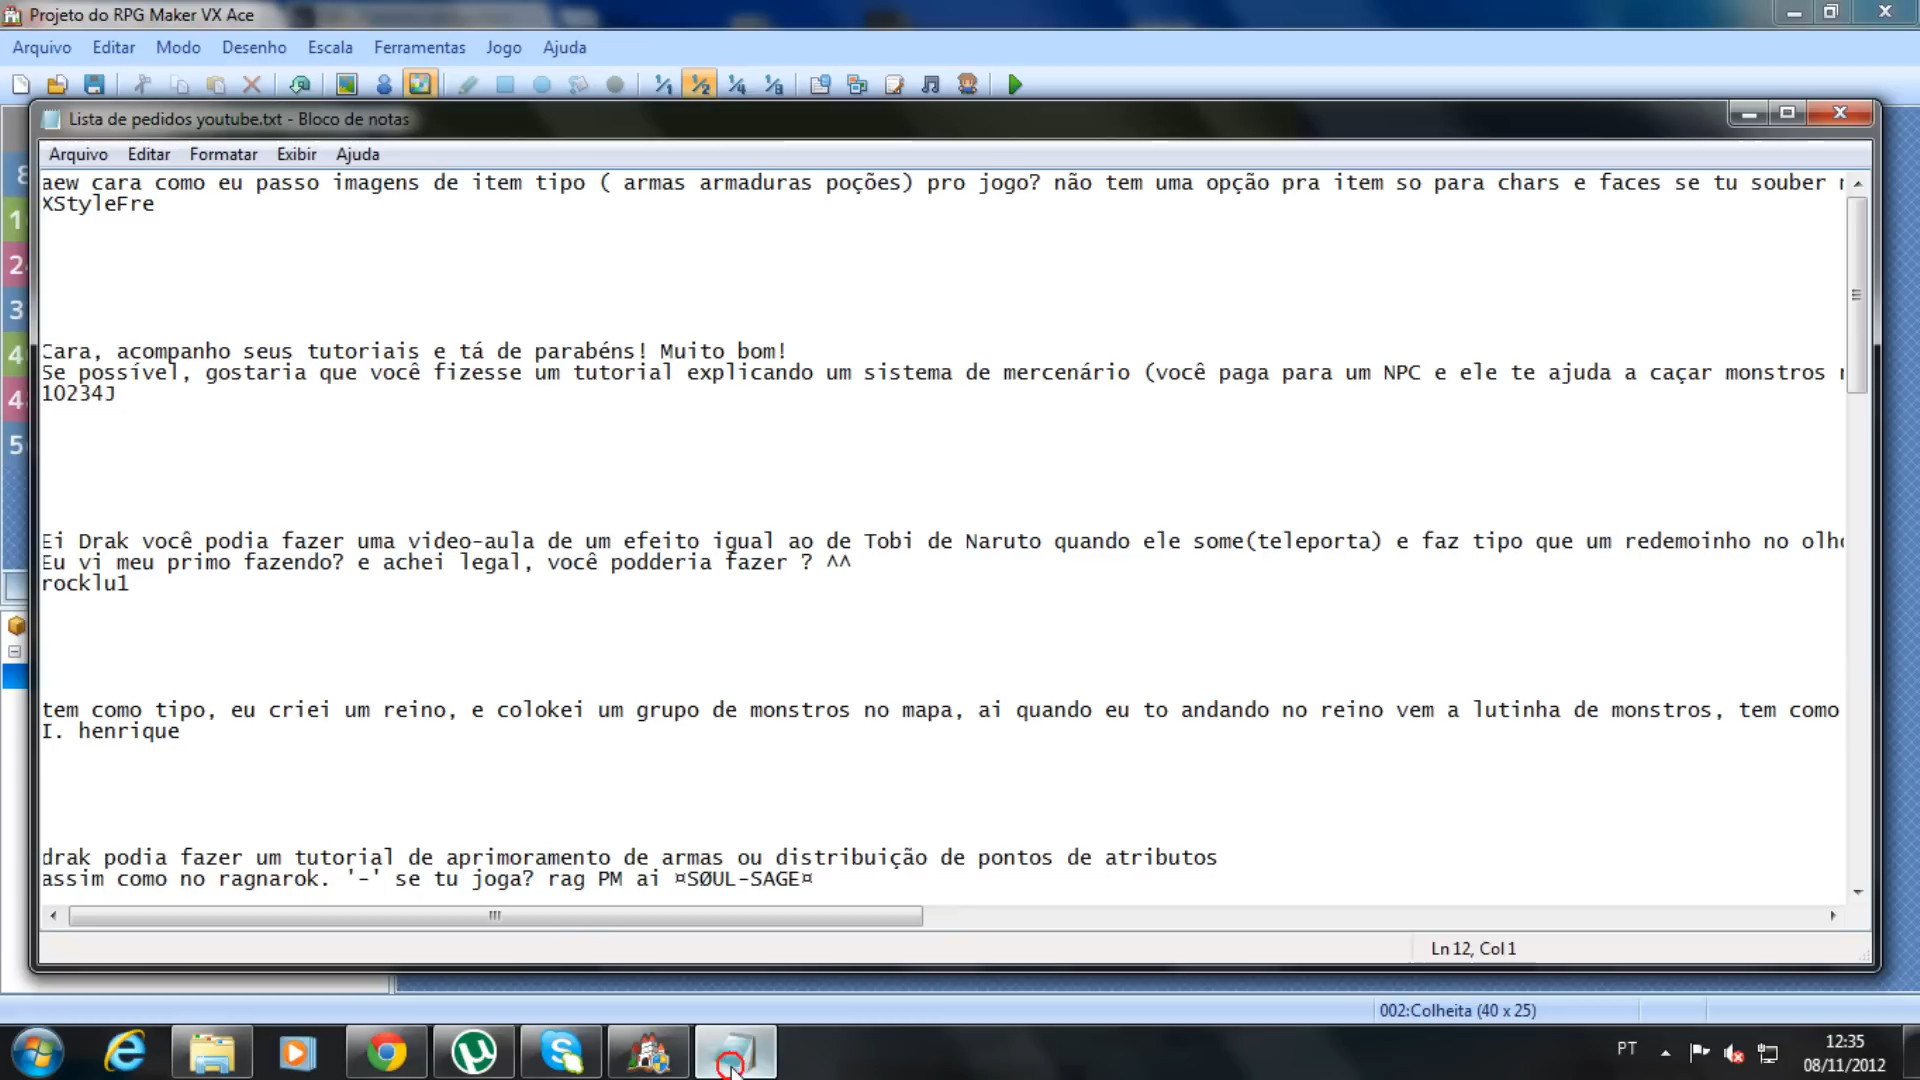 Projeto do RPG Maker VX Ace
Arquivo Editar Modo Desenho Escala Ferramentas Jogo Ajuda
1/1 1/2 1/4 1/8
Lista de pedidos youtube.txt - Bloco de notas
Arquivo Editar Formatar Exibir Ajuda
aew cara como eu passo imagens de item tipo ( armas armaduras poções) pro jogo? não tem uma opção pra item so para chars e faces se tu souber
XStyleFre
Cara, acompanho seus tutoriais e tá de parabéns! Muito bom!
Se possível, gostaria que você fizesse um tutorial explicando um sistema de mercenário (você paga para um NPC e ele te ajuda a caçar monstros
10234J
Ei Drak você podia fazer uma video-aula de um efeito igual ao de Tobi de Naruto quando ele some(teleporta) e faz tipo que um redemoinho no
Eu vi meu primo fazendo? e achei legal, você podderia fazer ? ^^
rocklu1
tem como tipo, eu criei um reino, e colokei um grupo de monstros no mapa, ai quando eu to andando no reino vem a lutinha de monstros, tem como
I. henrique
drak podia fazer um tutorial de aprimoramento de armas ou distribuição de pontos de atributos
assim como no ragnarok. '-' se tu joga? rag PM ai ¤SØUL-SAGE¤
Ln 12, Col 1
002:Colheita (40 x 25)
PT
12:35
08/11/2012